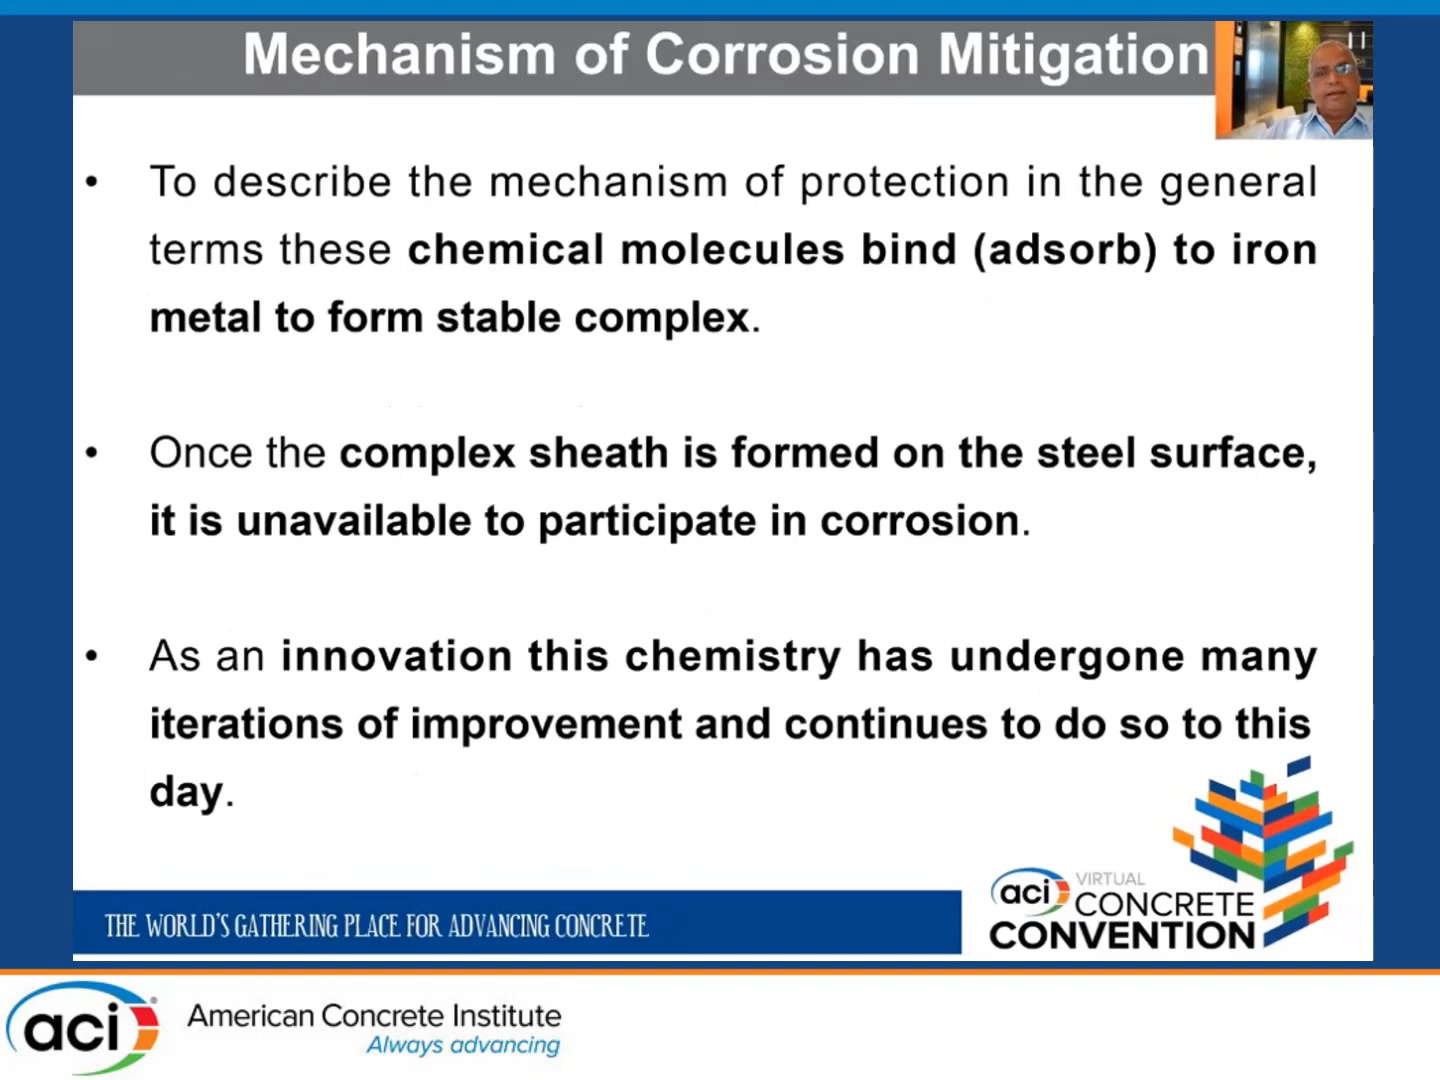 Mechanism of Corrosion Mitigation
• To describe the mechanism of protection in the general
terms these chemical molecules bind (adsorb) to iron
metal to form stable complex.
• Once the complex sheath is formed on the steel surface,
it is unavailable to participate in corrosion.
• As an innovation this chemistry has undergone many
iterations of improvement and continues to do so to this
day.
THE WORLD'S GATHERING PLACE FOR ADVANCING CONCRETE
aci VIRTUAL
CONCRETE
CONVENTION
aci® American Concrete Institute
Always advancing